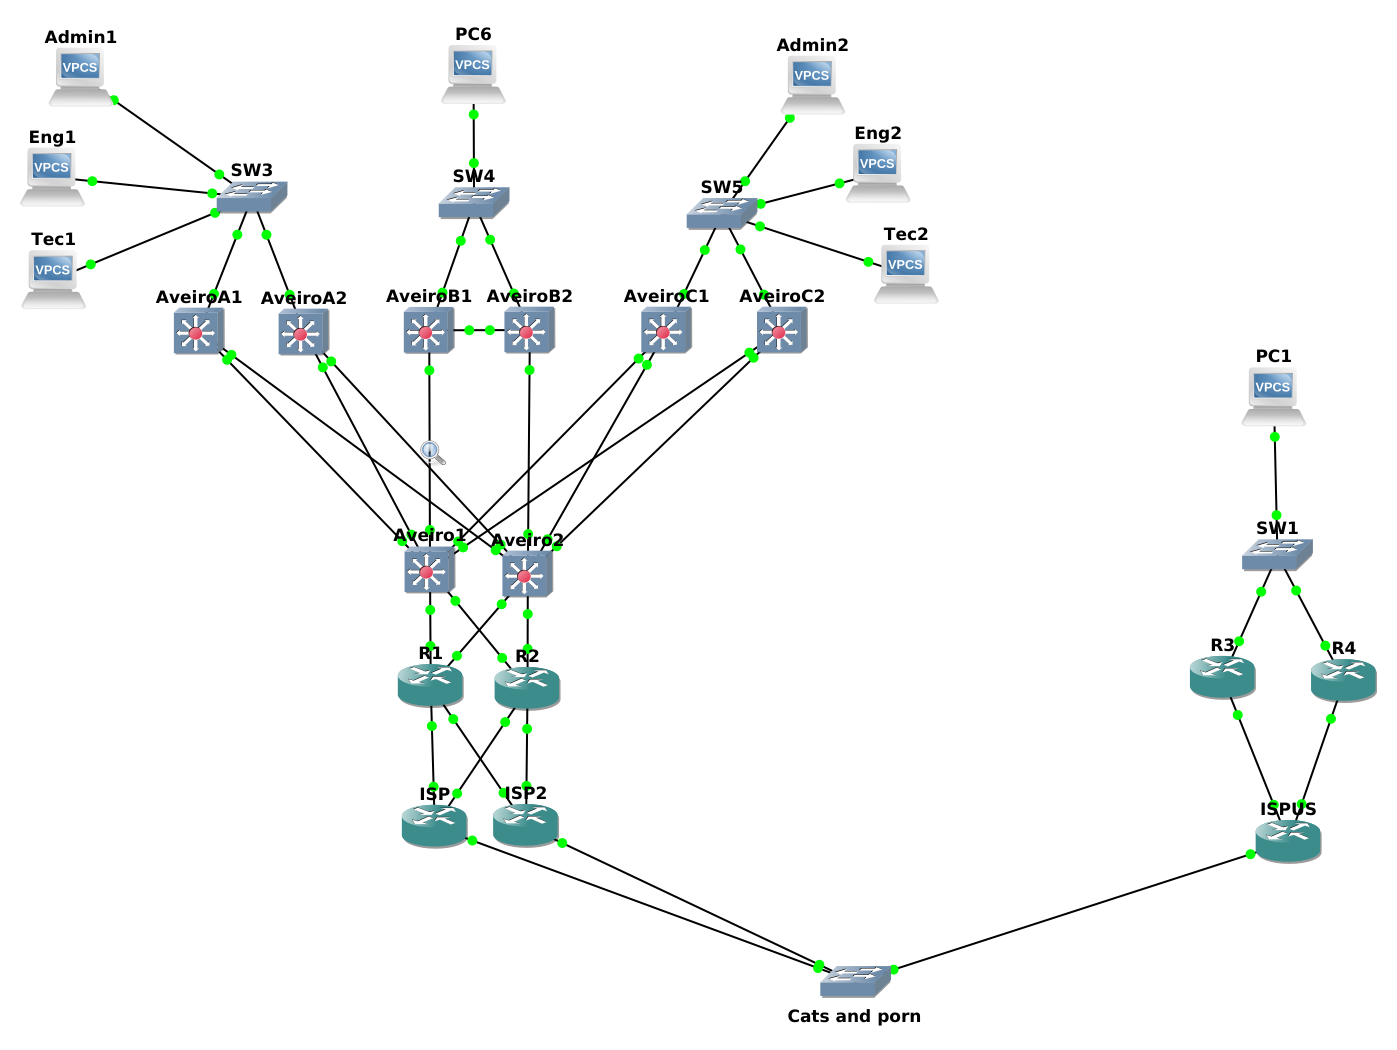 Admin1
PC6
Admin2
VPCS
VPCS
VPCS
Eng1
Eng2
VPCS
VPCS
SW3
SW4
SW5
Tec1
Tec2
VPCS
VPCS
AveiroA1
AveiroA2
AveiroB1
AveiroB2
AveiroC1
AveiroC2
PC1
VPCS
Aveiro1
Aveiro2
SW1
R1
R2
R3
R4
ISP
ISP2
ISPUS
Cats and porn